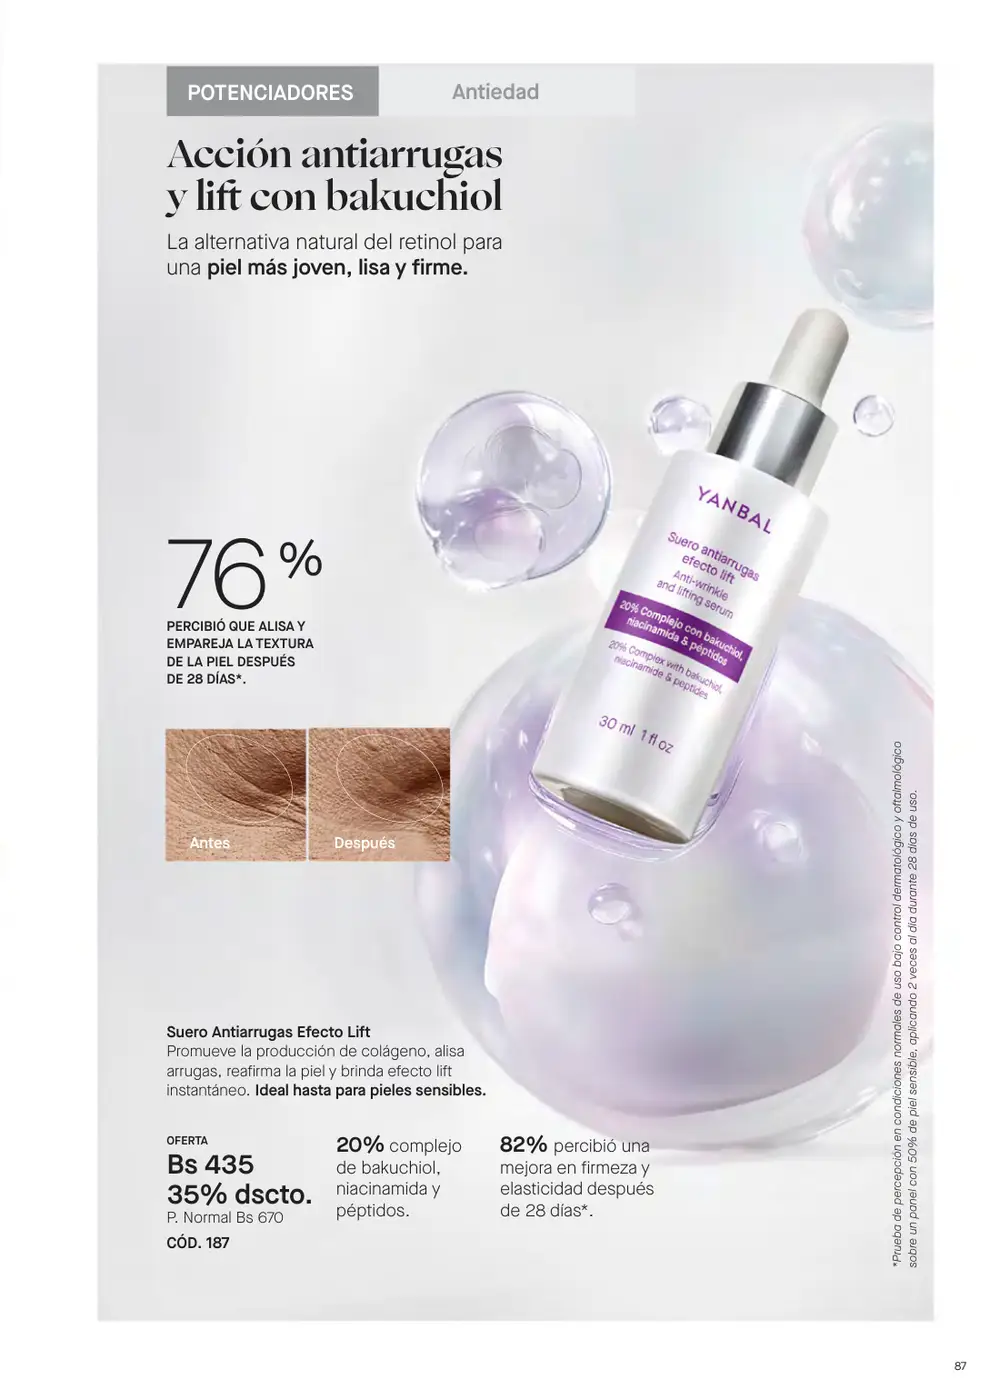 POTENCIADORES
Antiedad
Acción antiarrugas
y lift con bakuchiol
La alternativa natural del retinol para
una piel más joven, lisa y firme.
YANBAL
Suero antiarrugas
efecto lift
Anti-wrinkle
and lifting serum
20% Complejo con bakuchiol,
niacinamida & péptidos
20% Complex with bakuchiol,
niacinamide & peptides
30 ml 1 fl oz
76%
PERCIBIÓ QUE ALISA Y
EMPAREJA LA TEXTURA
DE LA PIEL DESPUÉS
DE 28 DÍAS*.
Antes
Después
Suero Antiarrugas Efecto Lift
Promueve la producción de colágeno, alisa
arrugas, reafirma la piel y brinda efecto lift
instantáneo. Ideal hasta para pieles sensibles.
OFERTA
Bs 435
35% dscto.
P. Normal Bs 670
CÓD. 187
20% complejo
de bakuchiol,
niacinamida y
péptidos.
82% percibió una
mejora en firmeza y
elasticidad después
de 28 días*.
*Prueba de percepción en condiciones normales de uso bajo control dermatológico y oftalmológico
sobre un panel con 50% de piel sensible, aplicando 2 veces al día durante 28 días de uso.
87